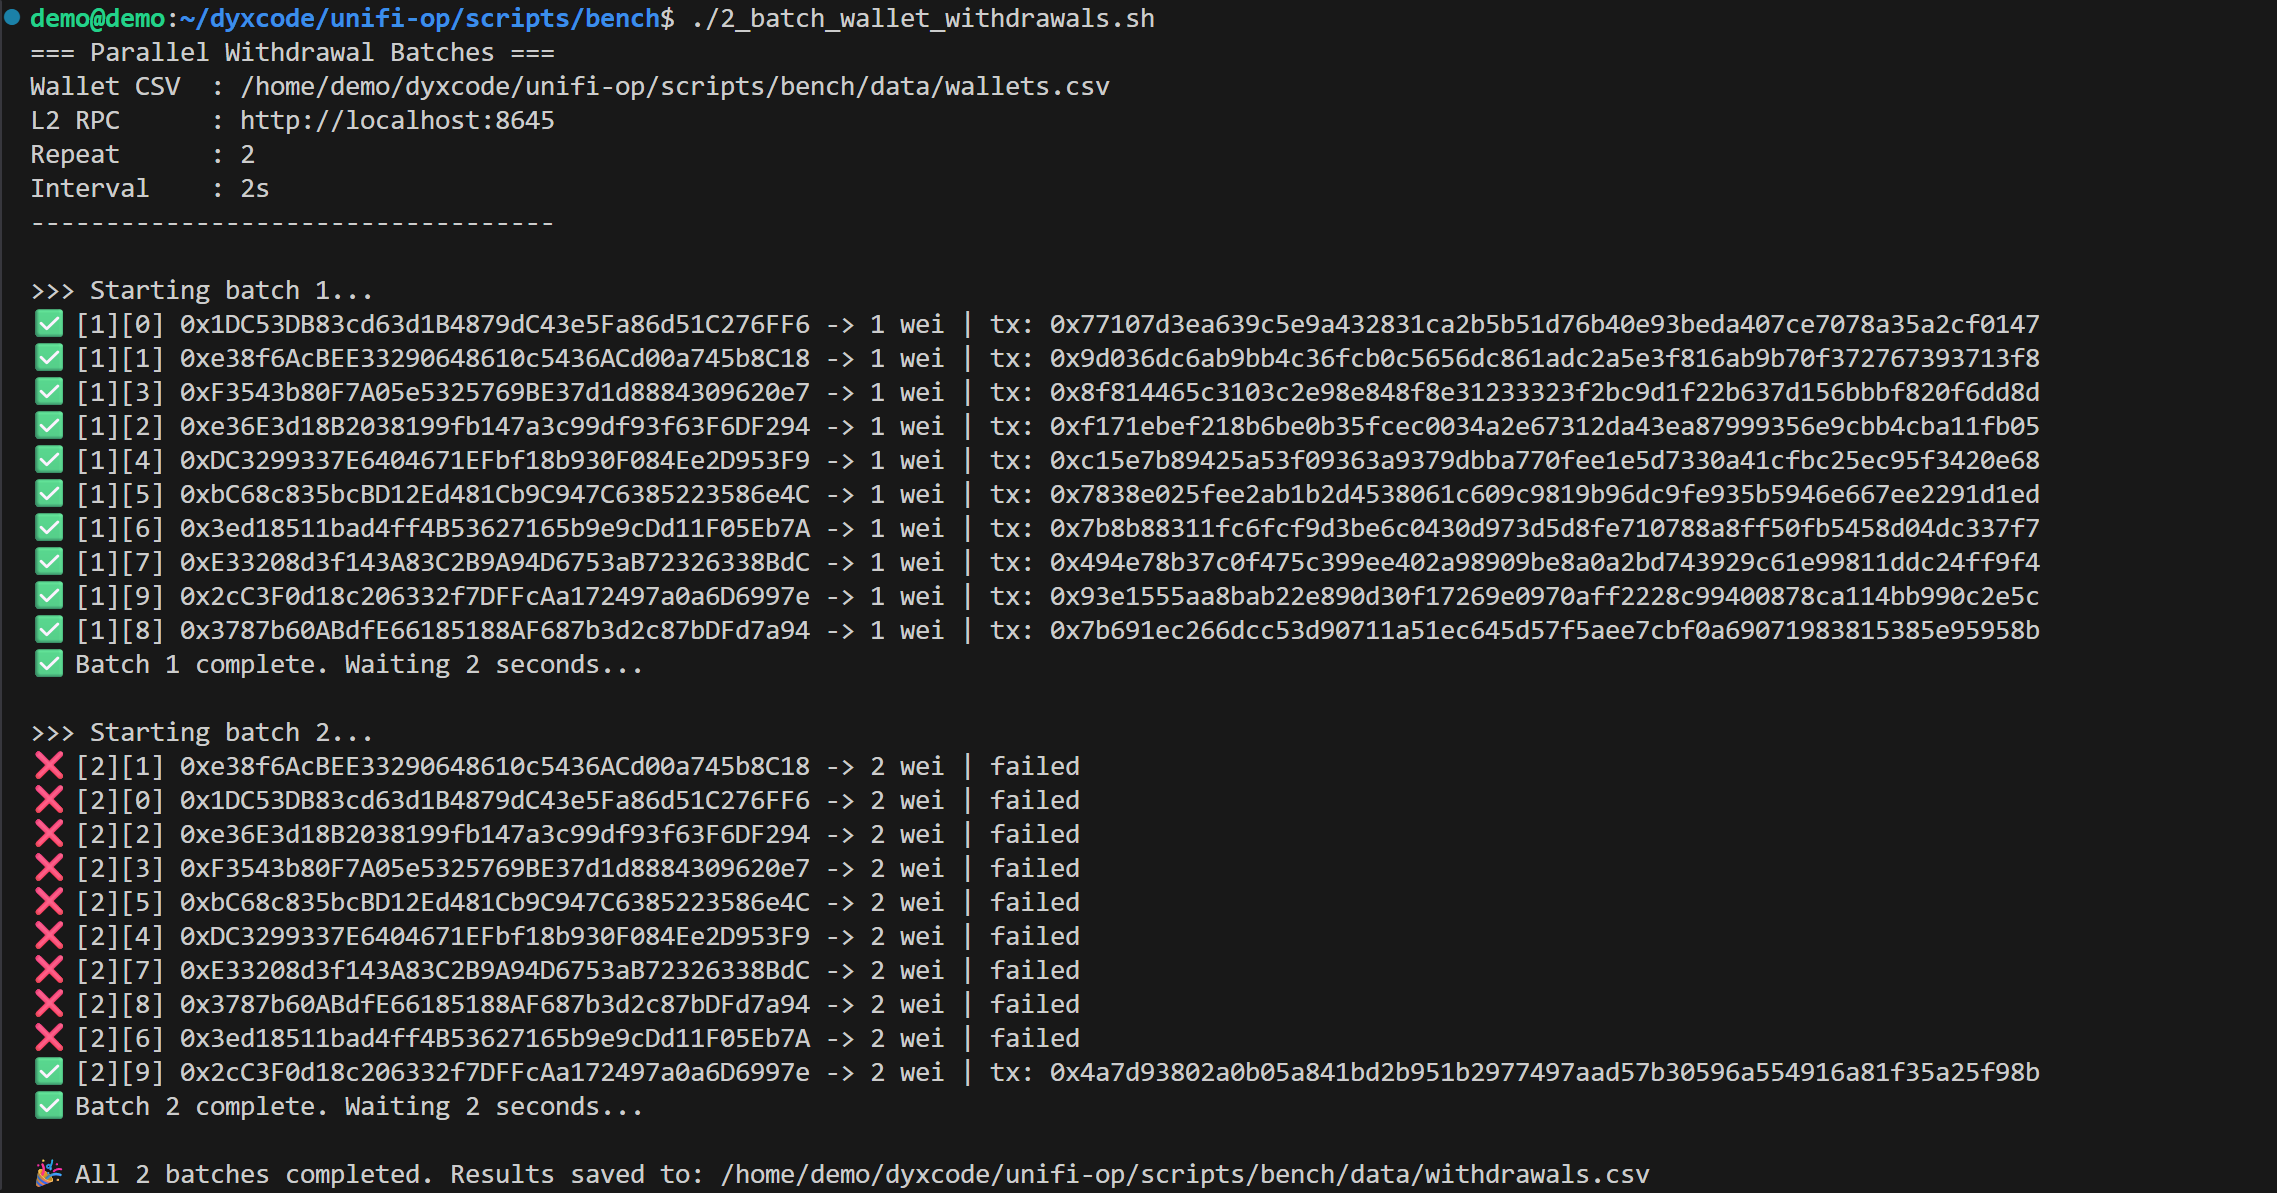 demo@demo:~/dyxcode/unifi-op/scripts/bench$ ./2_batch_wallet_withdrawals.sh
=== Parallel Withdrawal Batches ===
Wallet CSV  : /home/demo/dyxcode/unifi-op/scripts/bench/data/wallets.csv
L2 RPC      : http://localhost:8645
Repeat      : 2
Interval    : 2s
-----------------------------------
>>> Starting batch 1...
✅ [1][0] 0x1DC53DB83cd63d1B4879dC43e5Fa86d51C276FF6 -> 1 wei | tx: 0x77107d3ea639c5e9a432831ca2b5b51d76b40e93beda407ce7078a35a2cf0147
✅ [1][1] 0xe38f6AcBEE33290648610c5436ACd00a745b8C18 -> 1 wei | tx: 0x9d036dc6ab9bb4c36fcb0c5656dc861adc2a5e3f816ab9b70f372767393713f8
✅ [1][3] 0xF3543b80F7A05e5325769BE37d1d8884309620e7 -> 1 wei | tx: 0x8f814465c3103c2e98e848f8e31233323f2bc9d1f22b637d156bbbf820f6dd8d
✅ [1][2] 0xe36E3d18B2038199fb147a3c99df93f63F6DF294 -> 1 wei | tx: 0xf171ebef218b6be0b35fcec0034a2e67312da43ea87999356e9cbb4cba11fb05
✅ [1][4] 0xDC3299337E6404671EFbf18b930F084Ee2D953F9 -> 1 wei | tx: 0xc15e7b89425a53f09363a9379dbba770fee1e5d7330a41cfbc25ec95f3420e68
✅ [1][5] 0xbC68c835bcBD12Ed481Cb9C947C6385223586e4C -> 1 wei | tx: 0x7838e025fee2ab1b2d4538061c609c9819b96dc9fe935b5946e667ee2291d1ed
✅ [1][6] 0x3ed18511bad4ff4B53627165b9e9cDd11F05Eb7A -> 1 wei | tx: 0x7b8b88311fc6fcf9d3be6c0430d973d5d8fe710788a8ff50fb5458d04dc337f7
✅ [1][7] 0xE33208d3f143A83C2B9A94D6753aB72326338BdC -> 1 wei | tx: 0x494e78b37c0f475c399ee402a98909be8a0a2bd743929c61e99811ddc24ff9f4
✅ [1][9] 0x2cC3F0d18c206332f7DFFcAa172497a0a6D6997e -> 1 wei | tx: 0x93e1555aa8bab22e890d30f17269e0970aff2228c99400878ca114bb990c2e5c
✅ [1][8] 0x3787b60ABdfE66185188AF687b3d2c87bDFd7a94 -> 1 wei | tx: 0x7b691ec266dcc53d90711a51ec645d57f5aee7cbf0a69071983815385e95958b
✅ Batch 1 complete. Waiting 2 seconds...
>>> Starting batch 2...
❌ [2][1] 0xe38f6AcBEE33290648610c5436ACd00a745b8C18 -> 2 wei | failed
❌ [2][0] 0x1DC53DB83cd63d1B4879dC43e5Fa86d51C276FF6 -> 2 wei | failed
❌ [2][2] 0xe36E3d18B2038199fb147a3c99df93f63F6DF294 -> 2 wei | failed
❌ [2][3] 0xF3543b80F7A05e5325769BE37d1d8884309620e7 -> 2 wei | failed
❌ [2][5] 0xbC68c835bcBD12Ed481Cb9C947C6385223586e4C -> 2 wei | failed
❌ [2][4] 0xDC3299337E6404671EFbf18b930F084Ee2D953F9 -> 2 wei | failed
❌ [2][7] 0xE33208d3f143A83C2B9A94D6753aB72326338BdC -> 2 wei | failed
❌ [2][8] 0x3787b60ABdfE66185188AF687b3d2c87bDFd7a94 -> 2 wei | failed
❌ [2][6] 0x3ed18511bad4ff4B53627165b9e9cDd11F05Eb7A -> 2 wei | failed
✅ [2][9] 0x2cC3F0d18c206332f7DFFcAa172497a0a6D6997e -> 2 wei | tx: 0x4a7d93802a0b05a841bd2b951b2977497aad57b30596a554916a81f35a25f98b
✅ Batch 2 complete. Waiting 2 seconds...
🎉 All 2 batches completed. Results saved to: /home/demo/dyxcode/unifi-op/scripts/bench/data/withdrawals.csv